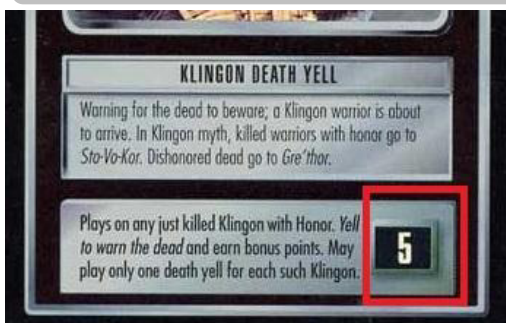 KLINGON DEATH YELL
Warning for the dead to beware; a Klingon warrior is about
to arrive. In Klingon myth, killed warriors with honor go to
Sto-Vo-Kor. Dishonored dead go to Gre'thor.
Plays on any just killed Klingon with Honor. Yell
to warn the dead and earn bonus points. May
play only one death yell for each such Klingon.
5